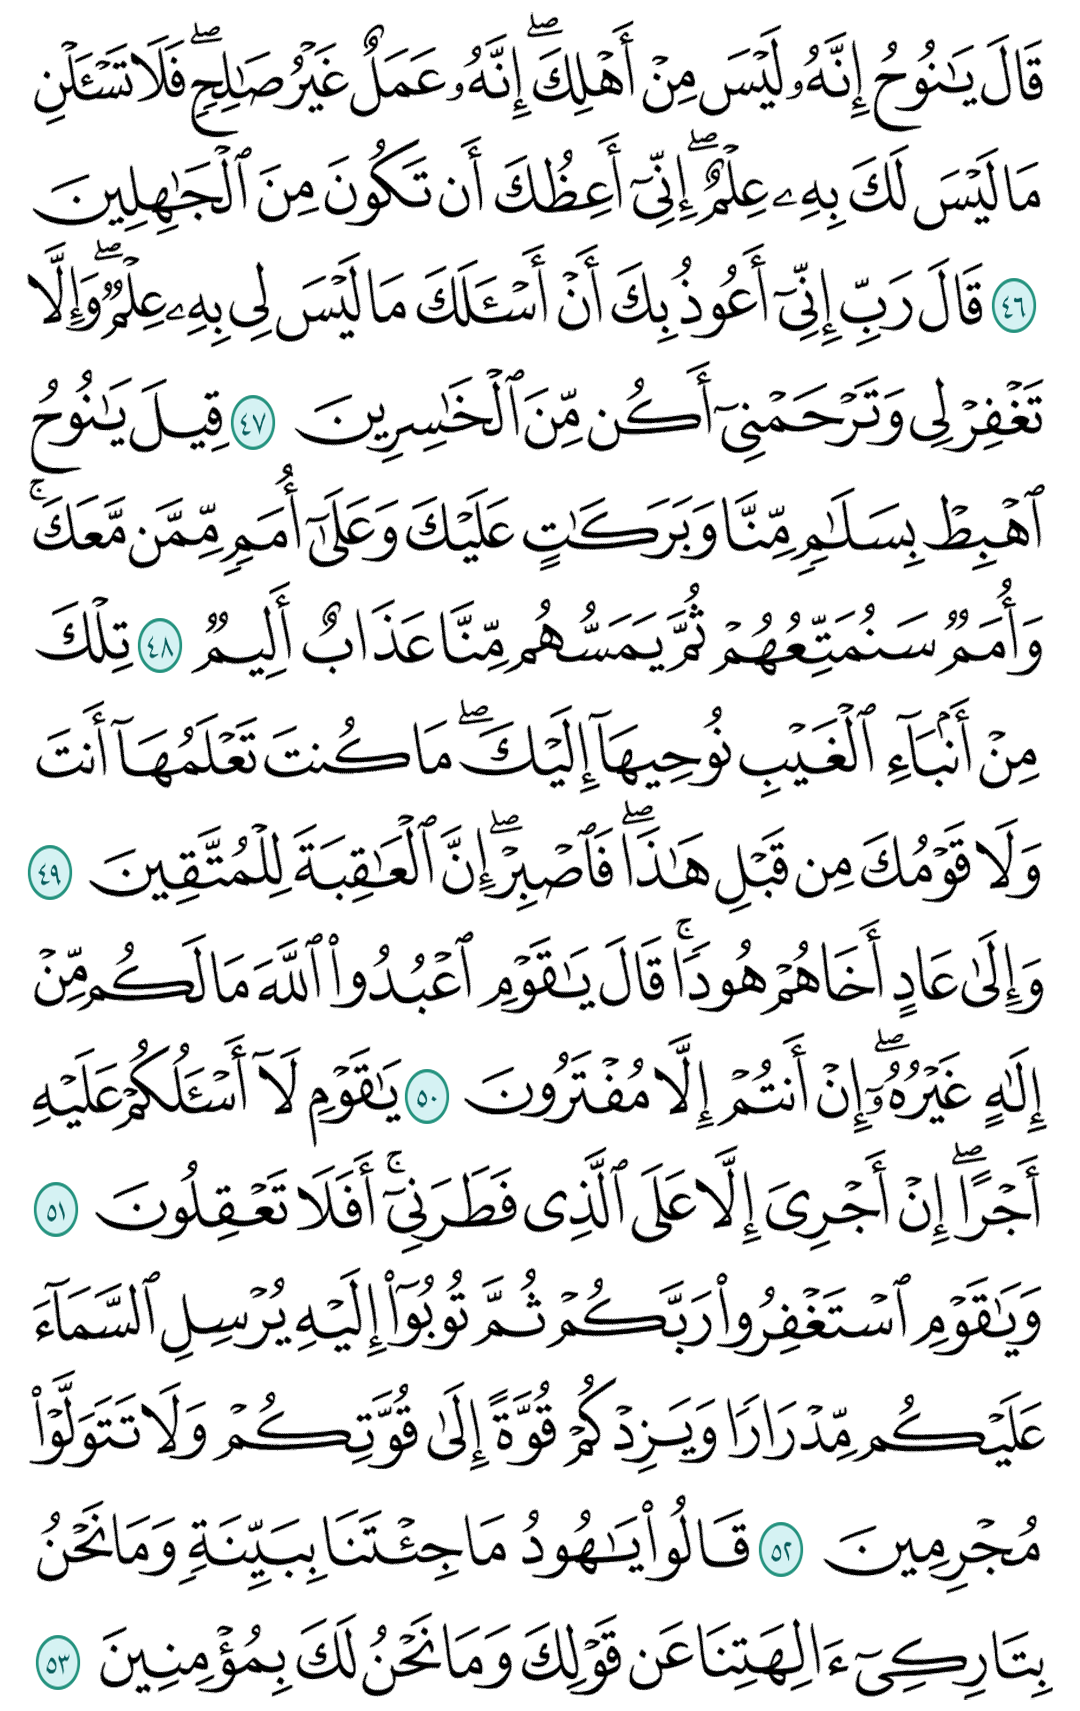 قَالَ يَـٰنُوحُ إِنَّهُۥ لَيْسَ مِنْ أَهْلِكَ ۖ إِنَّهُۥ عَمَلٌ غَيْرُ صَـٰلِحٍ ۖ فَلَا تَسْـَٔلْنِ
مَا لَيْسَ لَكَ بِهِۦ عِلْمٌ ۖ إِنِّىٓ أَعِظُكَ أَن تَكُونَ مِنَ ٱلْجَـٰهِلِينَ
٤٦ قَالَ رَبِّ إِنِّىٓ أَعُوذُ بِكَ أَنْ أَسْـَٔلَكَ مَا لَيْسَ لِى بِهِۦ عِلْمٌ ۖ وَإِلَّا
تَغْفِرْ لِى وَتَرْحَمْنِىٓ أَكُن مِّنَ ٱلْخَـٰسِرِينَ ٤٧ قِيلَ يَـٰنُوحُ
ٱهْبِطْ بِسَلَـٰمٍ مِّنَّا وَبَرَكَـٰتٍ عَلَيْكَ وَعَلَىٰٓ أُمَمٍ مِّمَّن مَّعَكَ ۚ
وَأُمَمٌ سَنُمَتِّعُهُمْ ثُمَّ يَمَسُّهُم مِّنَّا عَذَابٌ أَلِيمٌ ٤٨ تِلْكَ
مِنْ أَنۢبَآءِ ٱلْغَيْبِ نُوحِيهَآ إِلَيْكَ ۖ مَا كُنتَ تَعْلَمُهَآ أَنتَ
وَلَا قَوْمُكَ مِن قَبْلِ هَـٰذَا ۖ فَٱصْبِرْ ۖ إِنَّ ٱلْعَـٰقِبَةَ لِلْمُتَّقِينَ ٤٩
وَإِلَىٰ عَادٍ أَخَاهُمْ هُودًا ۚ قَالَ يَـٰقَوْمِ ٱعْبُدُوا۟ ٱللَّهَ مَا لَكُم مِّنْ
إِلَـٰهٍ غَيْرُهُۥٓ ۖ إِنْ أَنتُمْ إِلَّا مُفْتَرُونَ ٥٠ يَـٰقَوْمِ لَآ أَسْـَٔلُكُمْ عَلَيْهِ
أَجْرًا ۖ إِنْ أَجْرِىَ إِلَّا عَلَى ٱلَّذِى فَطَرَنِىٓ ۚ أَفَلَا تَعْقِلُونَ ٥١
وَيَـٰقَوْمِ ٱسْتَغْفِرُوا۟ رَبَّكُمْ ثُمَّ تُوبُوٓا۟ إِلَيْهِ يُرْسِلِ ٱلسَّمَآءَ
عَلَيْكُم مِّدْرَارًا وَيَزِدْكُمْ قُوَّةً إِلَىٰ قُوَّتِكُمْ وَلَا تَتَوَلَّوْا۟
مُجْرِمِينَ ٥٢ قَالُوا۟ يَـٰهُودُ مَا جِئْتَنَا بِبَيِّنَةٍ وَمَا نَحْنُ
بِتَارِكِىٓ ءَالِهَتِنَا عَن قَوْلِكَ وَمَا نَحْنُ لَكَ بِمُؤْمِنِينَ ٥٣